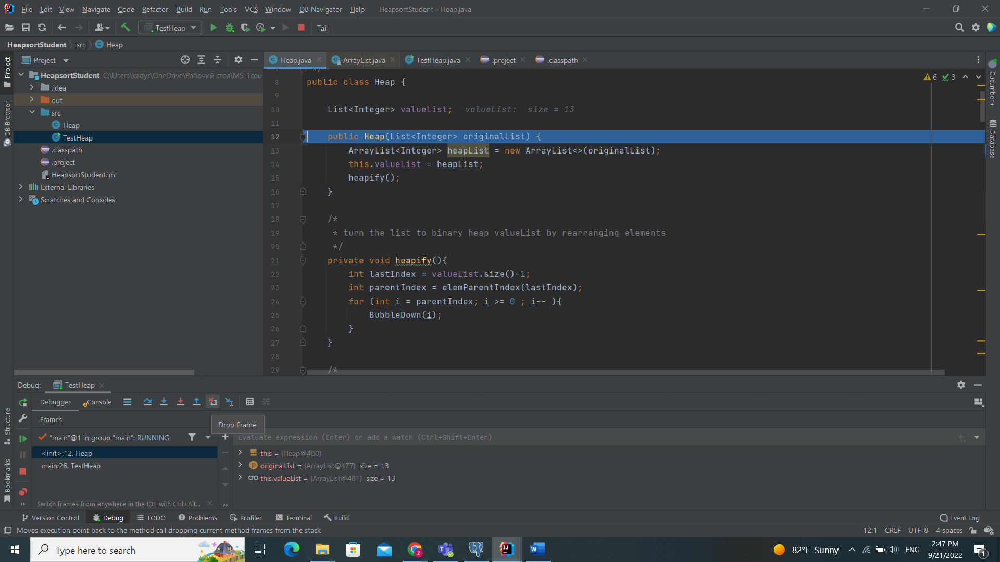 File Edit View Navigate Code Refactor Build Run Tools VCS Window DB Navigator Help HeapsortStudent - Heap.java
TestHeap Tail
HeapsortStudent src Heap
Project
Heap.java ArrayList.java TestHeap.java .project .classpath
HeapsortStudent C:\Users\kadyr\OneDrive\Рабочий стол\MS_1cou
.idea
out
src
Heap
TestHeap
.classpath
.project
HeapsortStudent.iml
External Libraries
Scratches and Consoles
Project
DB Browser
Structure
Bookmarks
7 */
8 public class Heap {
6 3
9
10 List<Integer> valueList; valueList: size = 13
11
12 public Heap(List<Integer> originalList) {
13 ArrayList<Integer> heapList = new ArrayList<>(originalList);
14 this.valueList = heapList;
15 heapify();
16 }
17
18 /*
19 * turn the list to binary heap valueList by rearranging elements
20 */
21 private void heapify(){
22 int lastIndex = valueList.size()-1;
23 int parentIndex = elemParentIndex(lastIndex);
24 for (int i = parentIndex; i >= 0 ; i-- ){
25 BubbleDown(i);
26 }
27 }
28
29 /*
Cucumber+
Database
Debug: TestHeap
Debugger Console
Frames
Drop Frame
"main"@1 in group "main": RUNNING
<init>:12, Heap
main:26, TestHeap
Switch frames from anywhere in the IDE with Ctrl+Alt...
Evaluate expression (Enter) or add a watch (Ctrl+Shift+Enter)
this = {Heap@480}
originalList = {ArrayList@477} size = 13
this.valueList = {ArrayList@481} size = 13
Version Control Debug TODO Problems Profiler Terminal Build Event Log
Moves execution point back to the method call dropping current method frames from the stack 12:1 CRLF UTF-8 4 spaces
Type here to search
82°F Sunny ENG
2:47 PM
9/21/2022
1